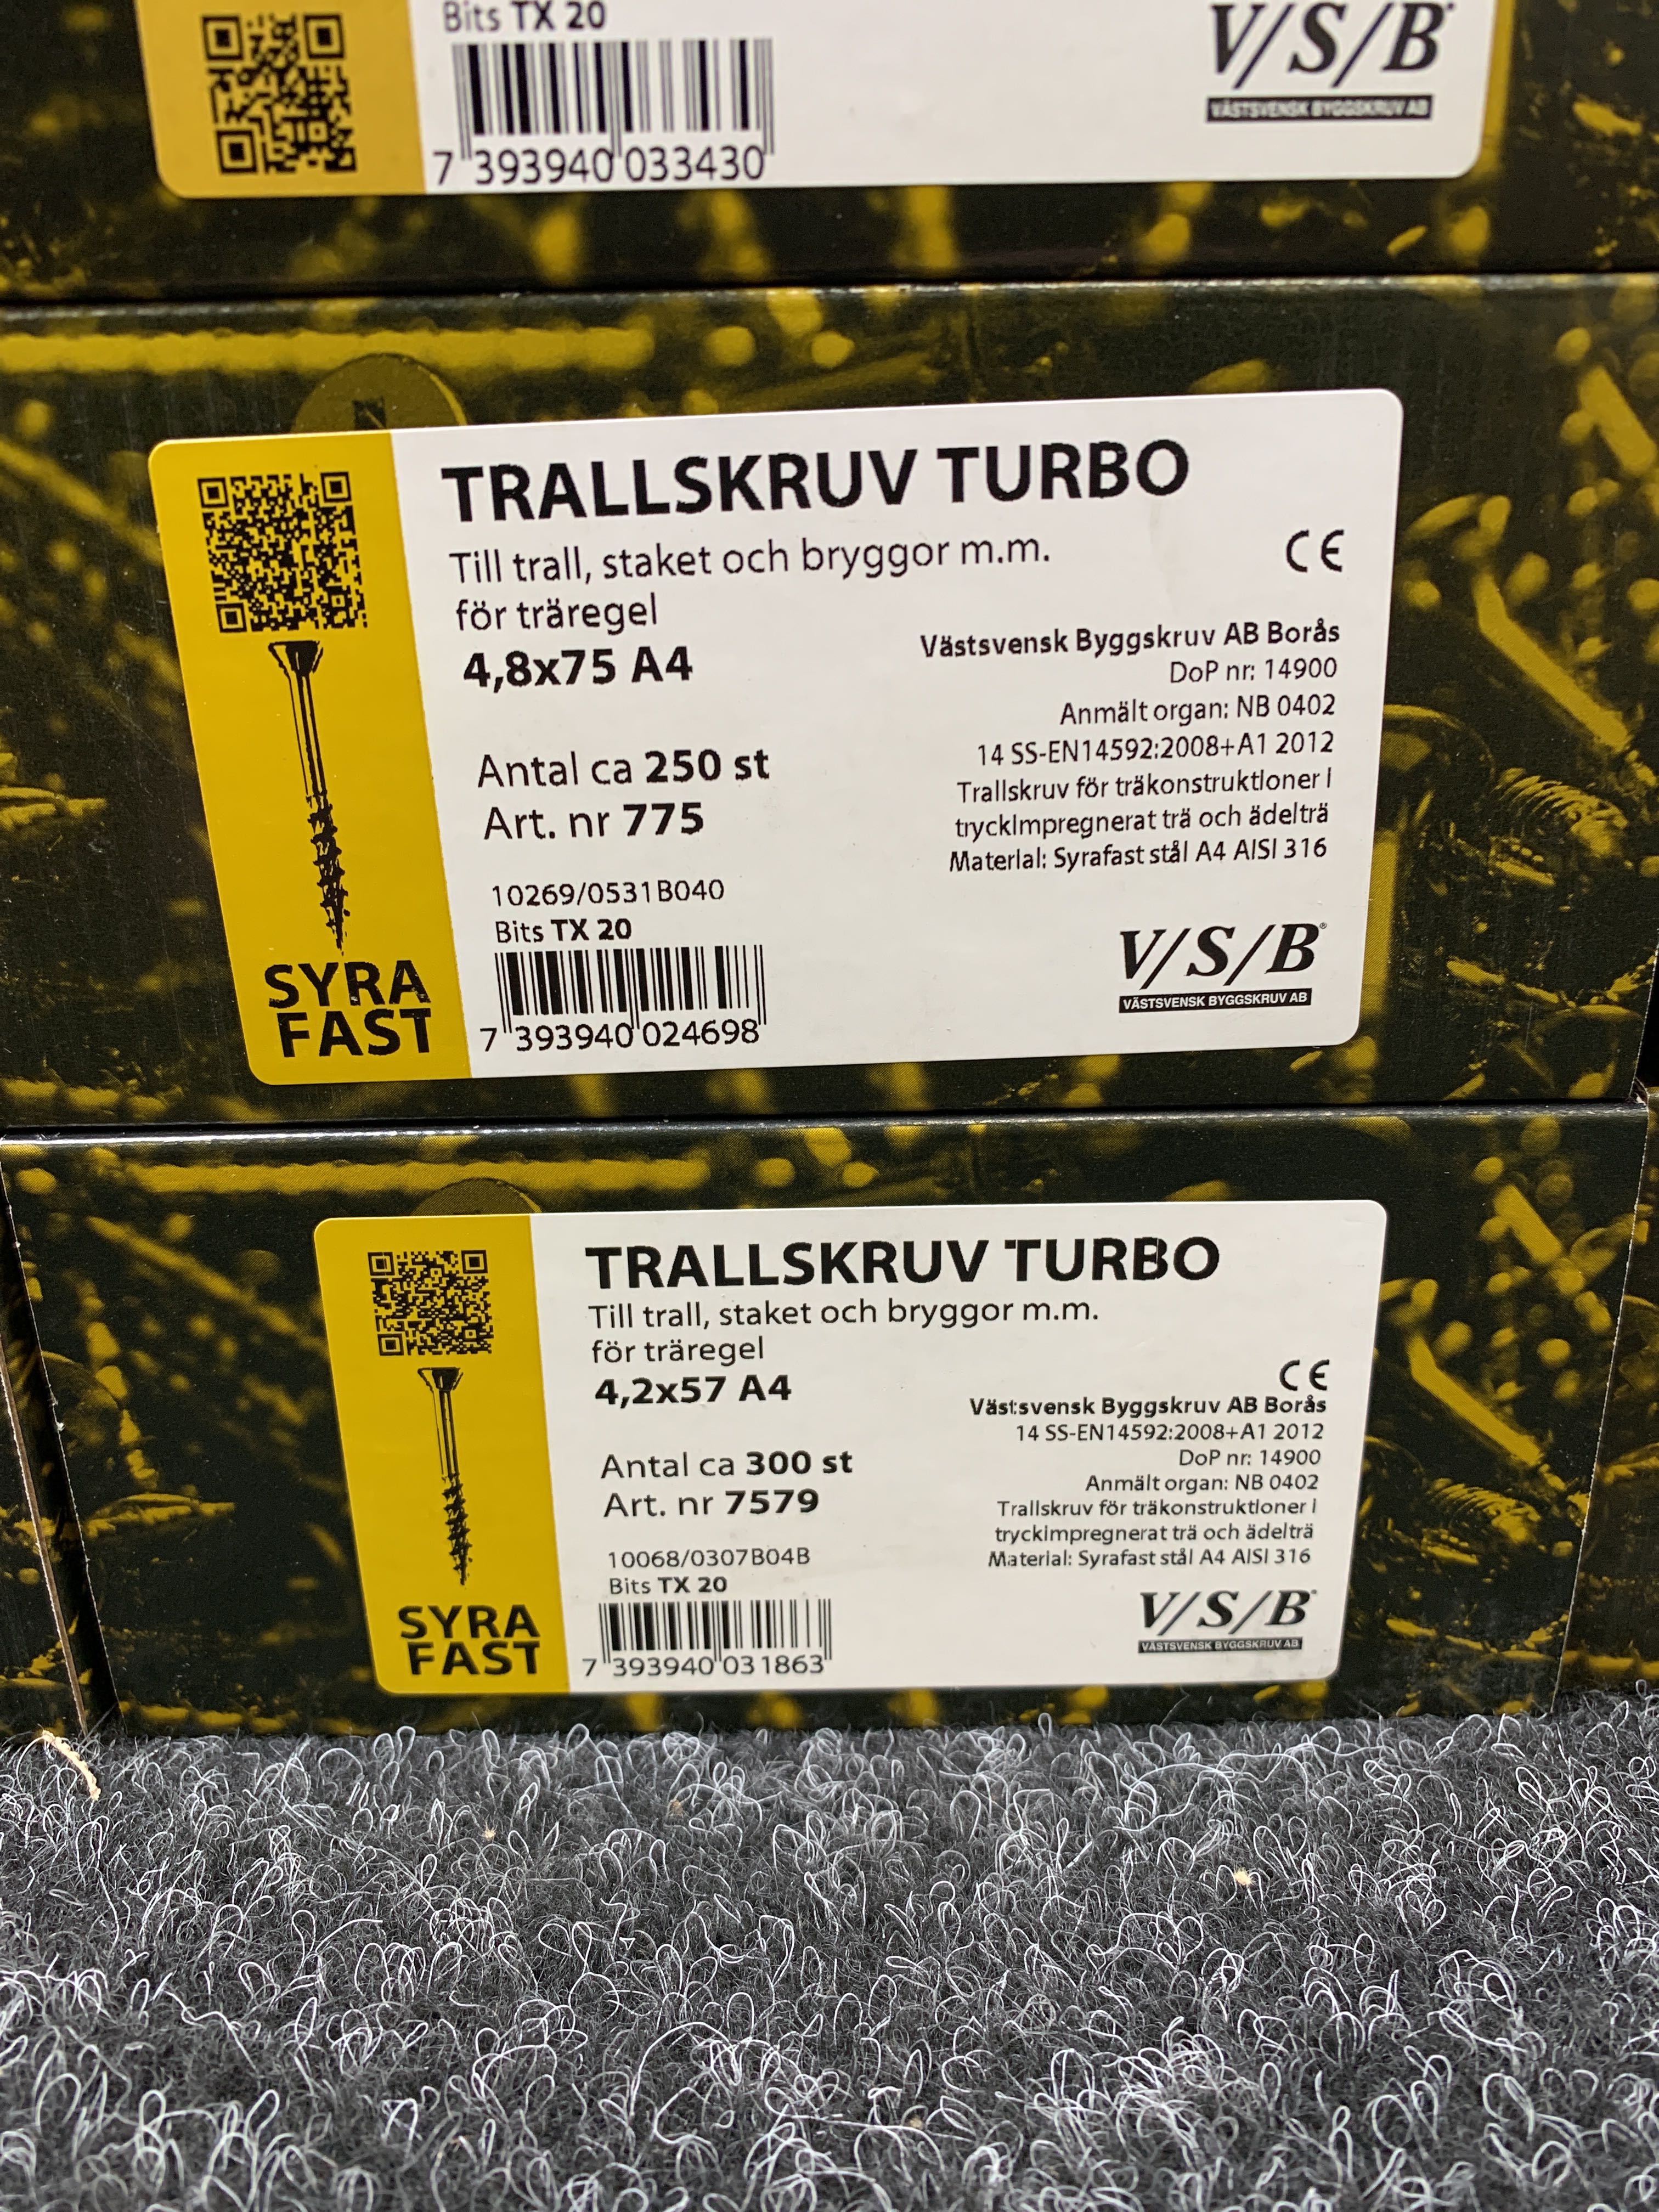 Bits TX 20
7 393940 033430
V/S/B
VÄSTSVENSK BYGGSKRUV AB
TRALLSKRUV TURBO
Till trall, staket och bryggor m.m.
för träregel
4,8x75 A4
Antal ca 250 st
Art. nr 775
10269/0531B040
Bits TX 20
7 393940 024698
SYRA
FAST
CE
Västsvensk Byggskruv AB Borås
DoP nr: 14900
Anmält organ: NB 0402
14 SS-EN14592:2008+A1 2012
Trallskruv för träkonstruktioner i
tryckimpregnerat trä och ädelträ
Material: Syrafast stål A4 AISI 316
V/S/B®
VÄSTSVENSK BYGGSKRUV AB
TRALLSKRUV TURBO
Till trall, staket och bryggor m.m.
för träregel
4,2x57 A4
Antal ca 300 st
Art. nr 7579
10068/0307B04B
Bits TX 20
7 393940 031863
SYRA
FAST
CE
Västsvensk Byggskruv AB Borås
14 SS-EN14592:2008+A1 2012
DoP nr: 14900
Anmält organ: NB 0402
Trallskruv för träkonstruktioner i
tryckimpregnerat trä och ädelträ
Material: Syrafast stål A4 AISI 316
V/S/B®
VÄSTSVENSK BYGGSKRUV AB